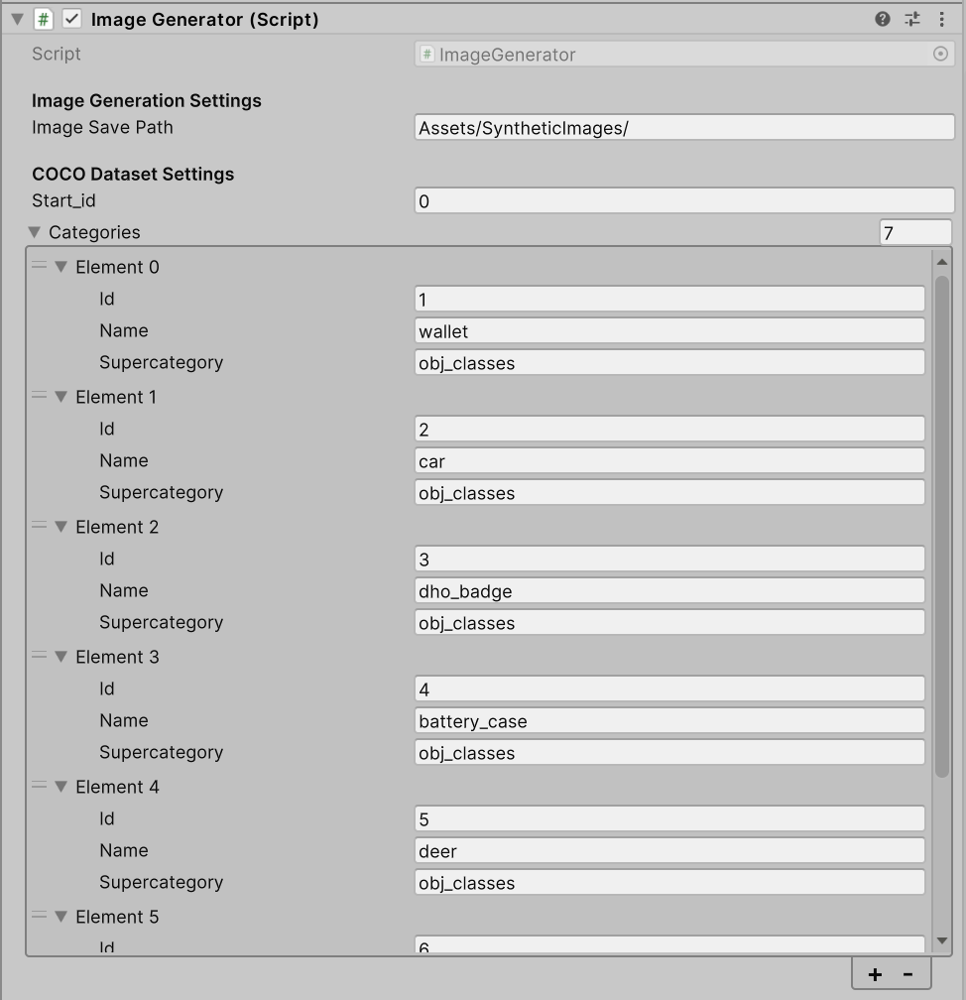 # Image Generator (Script)
Script # ImageGenerator
Image Generation Settings
Image Save Path Assets/SyntheticImages/
COCO Dataset Settings
Start_id 0
Categories 7
Element 0
Id 1
Name wallet
Supercategory obj_classes
Element 1
Id 2
Name car
Supercategory obj_classes
Element 2
Id 3
Name dho_badge
Supercategory obj_classes
Element 3
Id 4
Name battery_case
Supercategory obj_classes
Element 4
Id 5
Name deer
Supercategory obj_classes
Element 5
Id 6
+ -